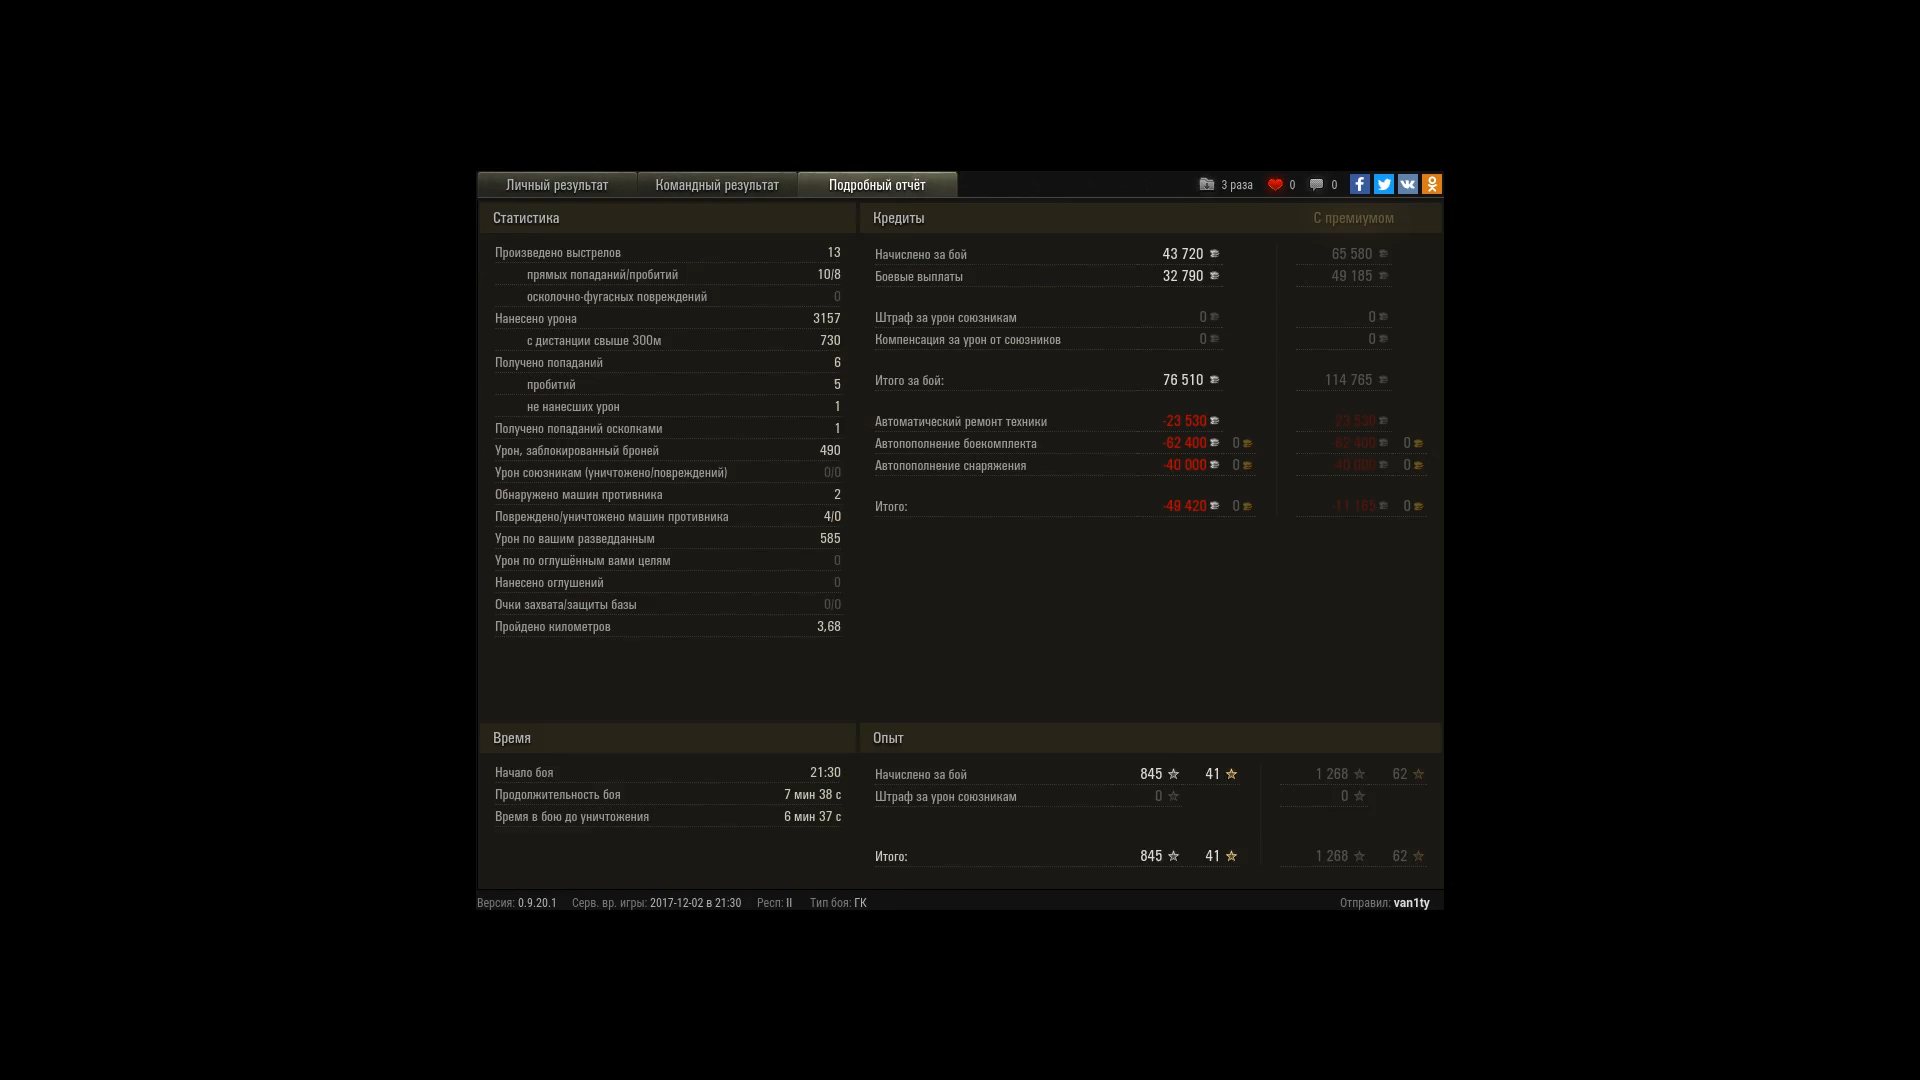 Личный результат Командный результат Подробный отчёт 3 раза 0 0
Статистика
Произведено выстрелов 13
прямых попаданий/пробитий 10/8
осколочно-фугасных повреждений 0
Нанесено урона 3157
с дистанции свыше 300м 730
Получено попаданий 6
пробитий 5
не нанесших урон 1
Получено попаданий осколками 1
Урон, заблокированный броней 490
Урон союзникам (уничтожено/повреждений) 0/0
Обнаружено машин противника 2
Повреждено/уничтожено машин противника 4/0
Урон по вашим разведданным 585
Урон по оглушённым вами целям 0
Нанесено оглушений 0
Очки захвата/защиты базы 0/0
Пройдено километров 3,68
Кредиты С премиумом
Начислено за бой 43 720 65 580
Боевые выплаты 32 790 49 185
Штраф за урон союзникам 0 0
Компенсация за урон от союзников 0 0
Итого за бой: 76 510 114 765
Автоматический ремонт техники -23 530 -23 530
Автопополнение боекомплекта -62 400 0 -62 400 0
Автопополнение снаряжения -40 000 0 -40 000 0
Итого: -49 420 0 -11 165 0
Время
Начало боя 21:30
Продолжительность боя 7 мин 38 с
Время в бою до уничтожения 6 мин 37 с
Опыт
Начислено за бой 845 41 1 268 62
Штраф за урон союзникам 0 0
Итого: 845 41 1 268 62
Версия: 0.9.20.1 Серв. вр. игры: 2017-12-02 в 21:30 Респ: II Тип боя: ГК Отправил: van1ty